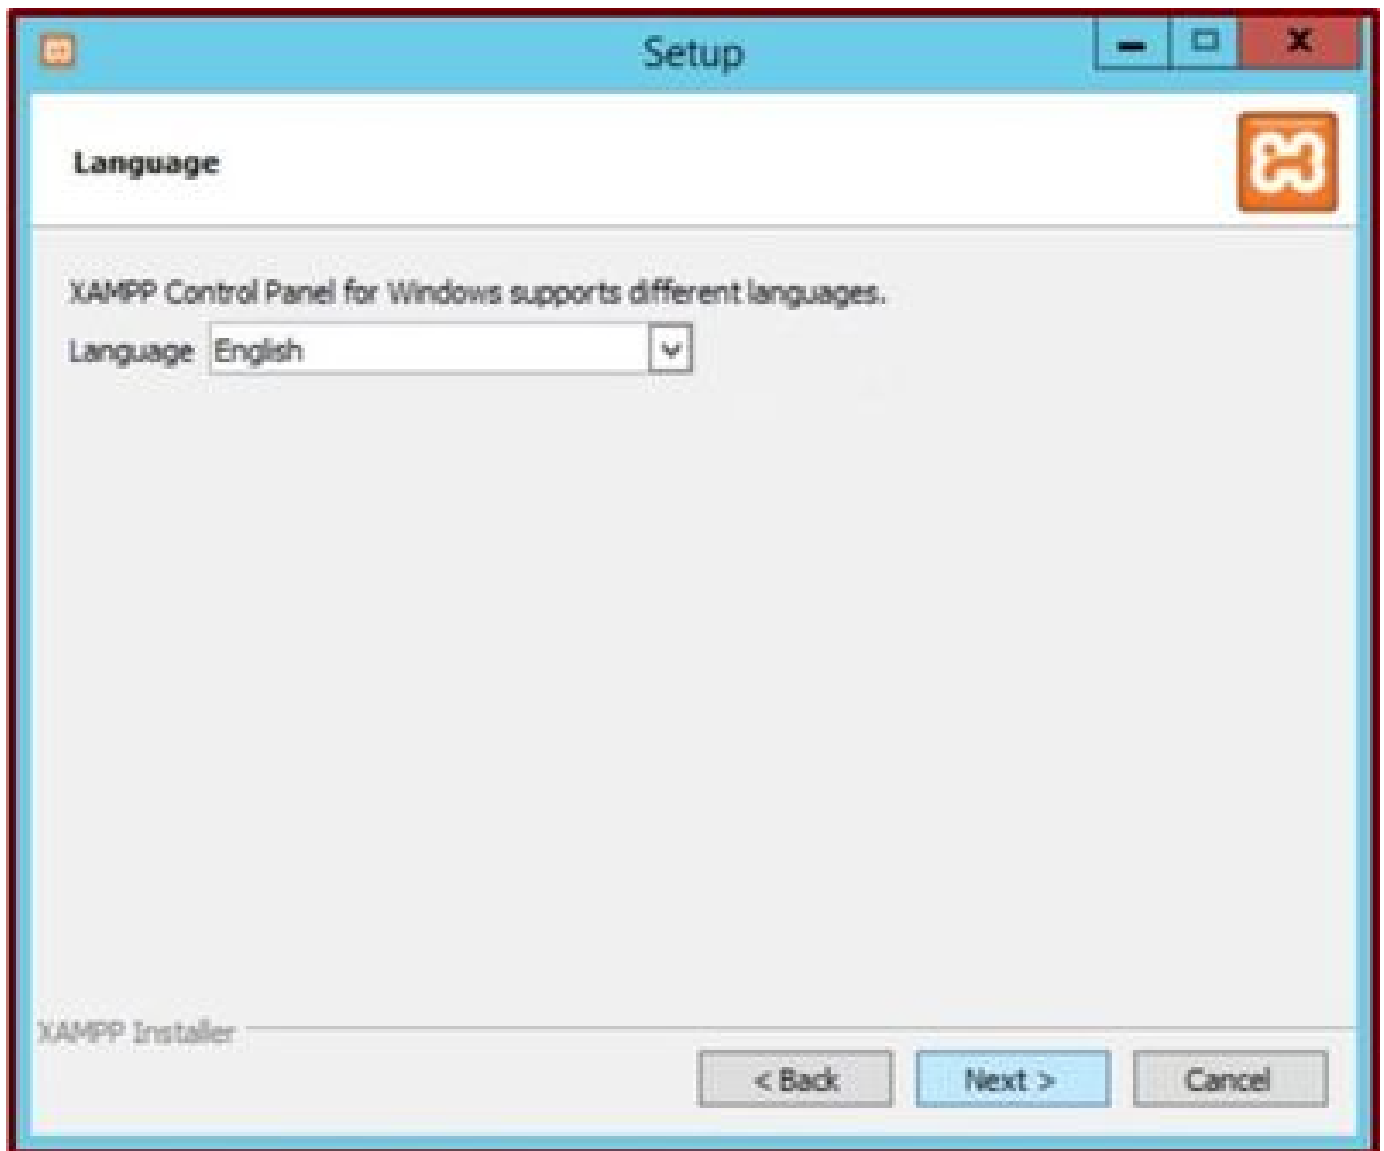 Setup
Language
XAMPP Control Panel for Windows supports different languages.
Language English
XAMPP Installer
< Back Next > Cancel